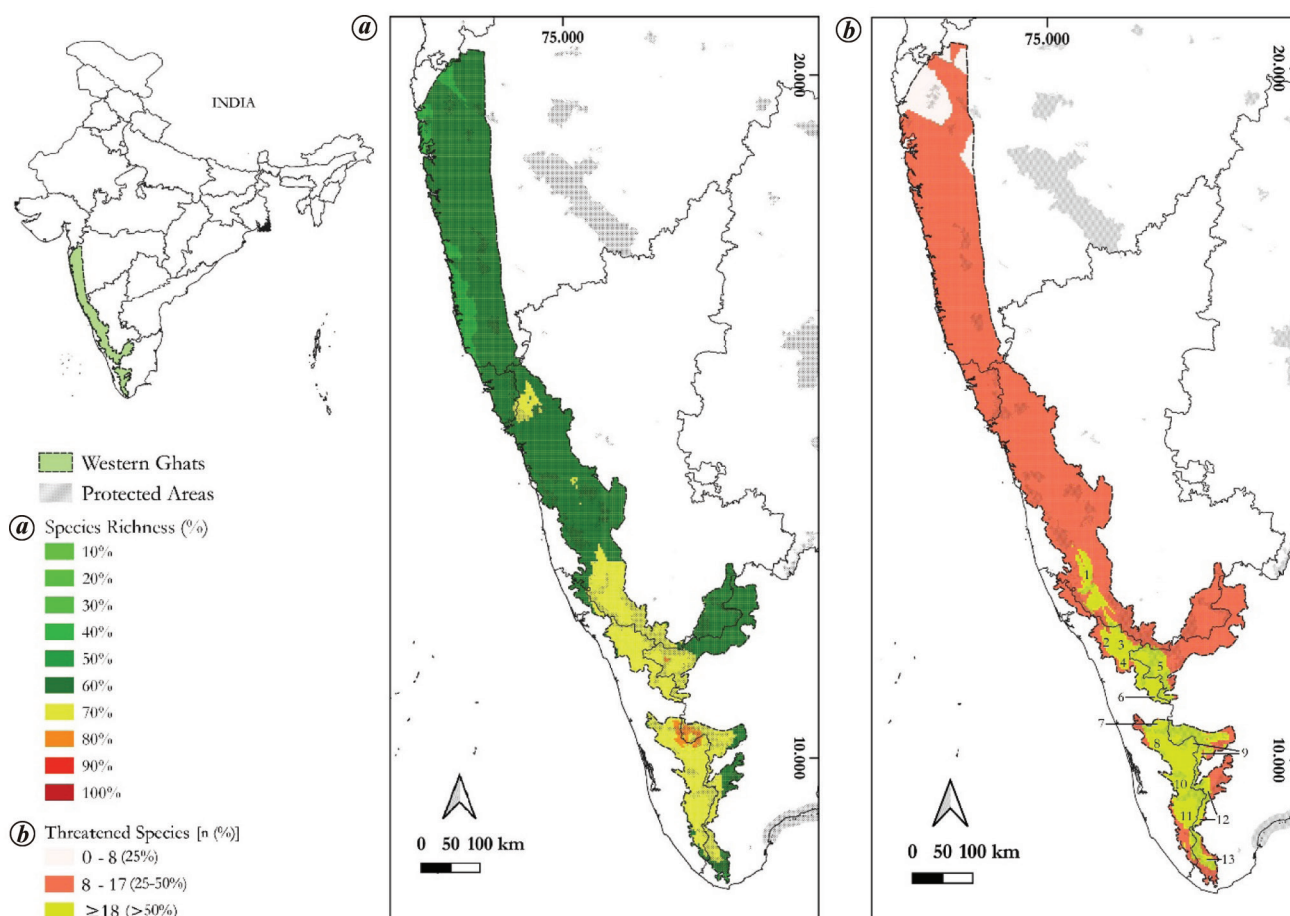 INDIA
Western Ghats
Protected Areas
a Species Richness (%)
10%
20%
30%
40%
50%
60%
70%
80%
90%
100%
b Threatened Species [n (%)]
0 - 8 (25%)
8 - 17 (25-50%)
≥18 (>50%)
a
75.000
20.000
10.000
0 50 100 km
b
75.000
20.000
1
2
3
4
5
6
7
8
9
10
11
12
13
10.000
0 50 100 km